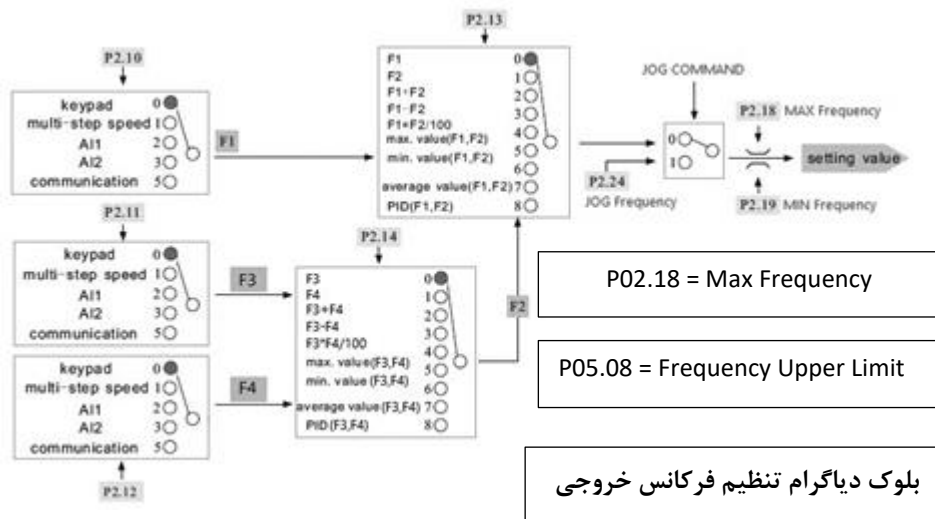 P2.10
keypad 0
multi-step speed 1
AI1 2
AI2 3
communication 5
F1
P2.13
F1 0
F2 1
F1+F2 2
F1-F2 3
F1*F2/100 4
max. value(F1,F2) 5
min. value(F1,F2) 6
average value(F1,F2) 7
PID(F1,F2) 8
JOG COMMAND
0
1
P2.24
JOG Frequency
P2.18 MAX Frequency
setting value
P2.19 MIN Frequency
P2.11
keypad 0
multi-step speed 1
AI1 2
AI2 3
communication 5
F3
P2.14
F3 0
F4 1
F3+F4 2
F3-F4 3
F3*F4/100 4
max. value(F3,F4) 5
min. value (F3,F4) 6
average value(F3,F4) 7
PID(F3,F4) 8
F2
keypad 0
multi-step speed 1
AI1 2
AI2 3
communication 5
F4
P2.12
P02.18 = Max Frequency
P05.08 = Frequency Upper Limit
بلوک دیاگرام تنظیم فرکانس خروجی